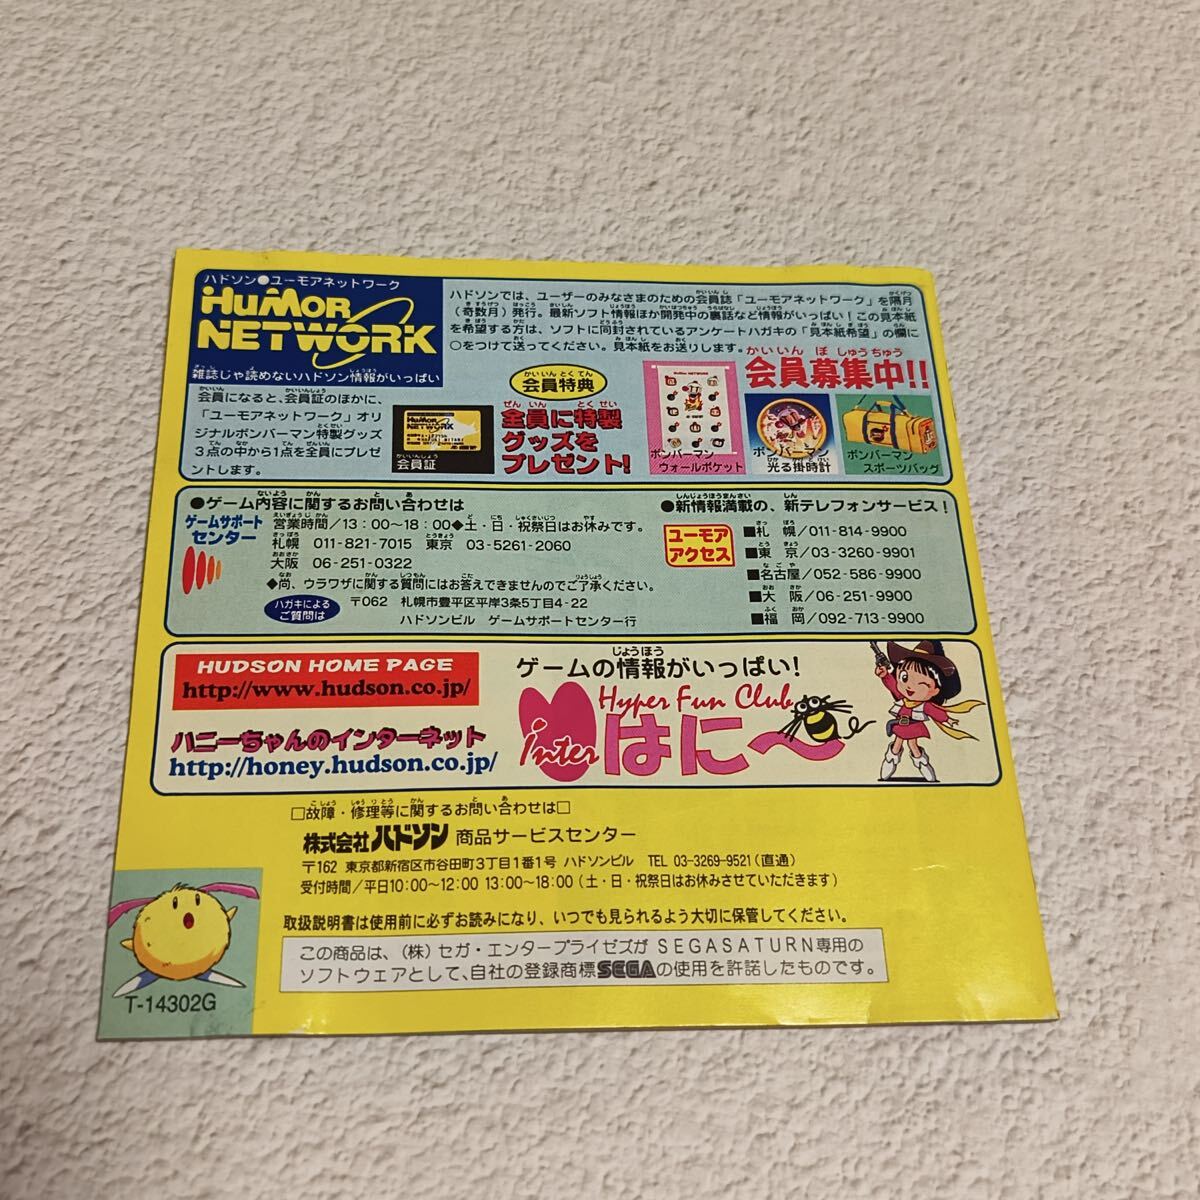 ハドソン●ユーモアネットワーク
HuMOR
NETWORK
雑誌じゃ読めないハドソン情報がいっぱい
ハドソンでは、ユーザーのみなさまのための会員誌「ユーモアネットワーク」を隔月
(奇数月)発行。最新ソフト情報ほか開発中の裏話など情報がいっぱい!この見本紙
を希望する方は、ソフトに同封されているアンケートハガキの「見本紙希望」の欄に
○をつけて送ってください。見本紙をお送りします。
会員になると、会員証のほかに、
「ユーモアネットワーク」オリ
ジナルボンバーマン特製グッズ
3点の中から1点を全員にプレゼ
ントします。
HuMOR
NETWORK
会員証
会員特典
全員に特製
グッズを
プレゼント!
かいいん ぼ しゅうちゅう
会員募集中!!
ボンバーマン
ウォールポケット
ボンバーマン
光る掛時計
ボンバーマン
スポーツバッグ
●ゲーム内容に関するお問い合わせは
ゲームサポート
センター
営業時間/13:00〜18:00◆土・日・祝祭日はお休みです。
札幌 011-821-7015 東京 03-5261-2060
大阪 06-251-0322
◆尚、ウラワザに関する質問にはお答えできませんのでご了承ください。
ハガキによる
ご質問は
〒062 札幌市豊平区平岸3条5丁目4-22
ハドソンビル ゲームサポートセンター行
●新情報満載の、新テレフォンサービス!
ユーモア
アクセス
■札 幌/011-814-9900
■東 京/03-3260-9901
■名古屋/052-586-9900
■大 阪/06-251-9900
■福 岡/092-713-9900
HUDSON HOME PAGE
http://www.hudson.co.jp/
ハニーちゃんのインターネット
http://honey.hudson.co.jp/
ゲームの情報がいっぱい!
Hyper Fun Club
inter はに〜
□故障・修理等に関するお問い合わせは□
株式会社ハドソン 商品サービスセンター
〒162 東京都新宿区市谷田町3丁目1番1号 ハドソンビル TEL 03-3269-9521(直通)
受付時間/平日10:00〜12:00 13:00〜18:00(土・日・祝祭日はお休みさせていただきます)
取扱説明書は使用前に必ずお読みになり、いつでも見られるよう大切に保管してください。
この商品は、(株)セガ・エンタープライゼズがSEGASATURN専用の
ソフトウェアとして、自社の登録商標SEGAの使用を許諾したものです。
T-14302G